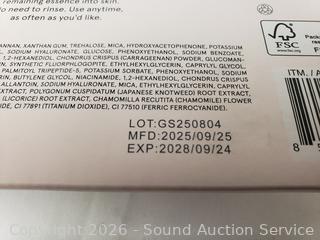 remaining essence into skin.
No need to rinse. Use anytime,
as often as you'd like.
FSC
ANNAN, XANTHAN GUM, TREHALOSE, MICA, HYDROXYACETOPHENONE, POTASSIUM
SODIUM HYALURONATE, GLUCOSE, PHENOXYETHANOL, SODIUM BENZOATE,
1,2-HEXANEDIOL, CHONDRUS CRISPUS (CARRAGEENAN) POWDER, GLUCOMAN-
SYNTHETIC FLUORPHLOGOPITE, ETHYLHEXYLGLYCERIN, CAPRYLYL
PALMITOYL TRIPEPTIDE-5, POTASSIUM SORBATE, PHENOXYETHANOL, SODIUM
BUTYLENE GLYCOL, NIACINAMIDE, 1,2-HEXANEDIOL, CHONDRUS CRISPUS
ALLANTOIN, SODIUM HYALURONATE, MICA, ETHYLHEXYLGLYCERIN, CAPRYLYL
POLYGONUM CUSPIDATUM (JAPANESE KNOTWEED) ROOT EXTRACT,
(LICORICE) ROOT EXTRACT, CHAMOMILLA RECUTITA (CHAMOMILE) FLOWER
CI 77891 (TITANIUM DIOXIDE), CI 77510 (FERRIC FERROCYANIDE).
ITM. /
LOT:GS250804
MFD:2025/09/25
EXP:2028/09/24
8
Copyright 2026 - Sound Auction Service